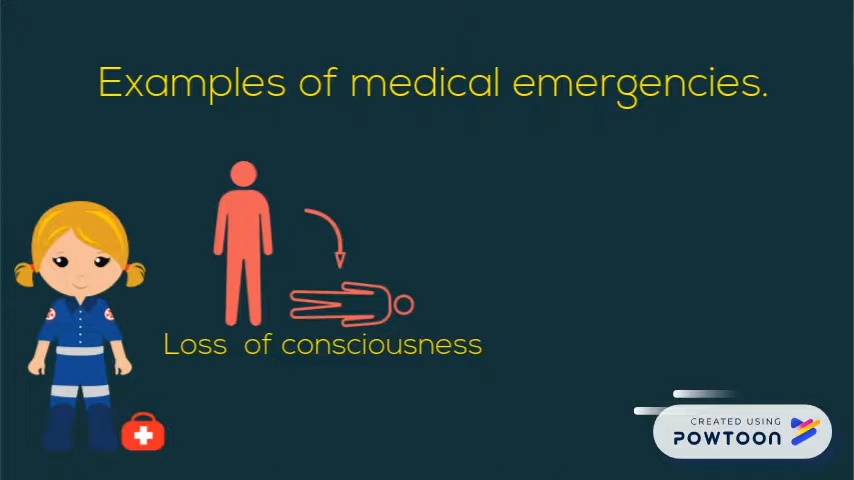 Examples of medical emergencies.
Loss of consciousness
CREATED USING
POWTOON